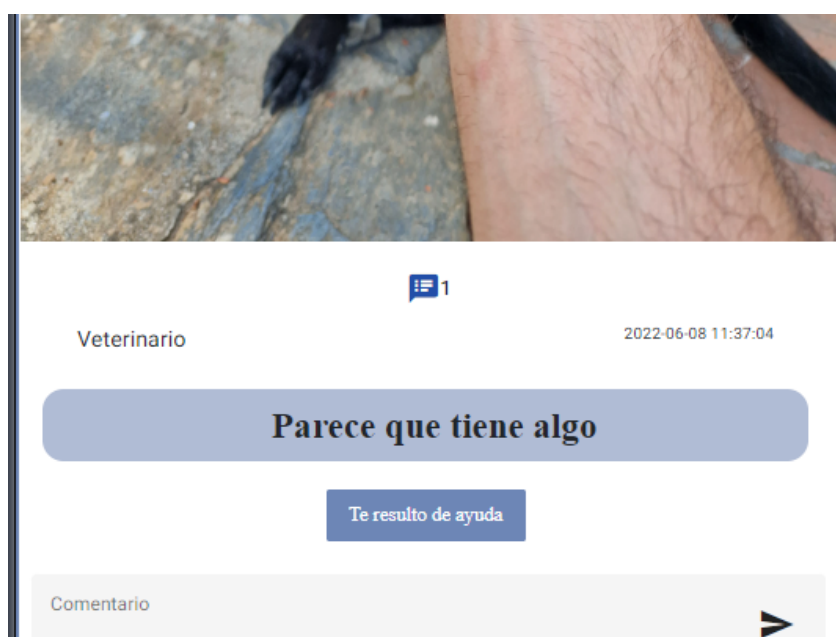 1
Veterinario
2022-06-08 11:37:04
Parece que tiene algo
Te resulto de ayuda
Comentario